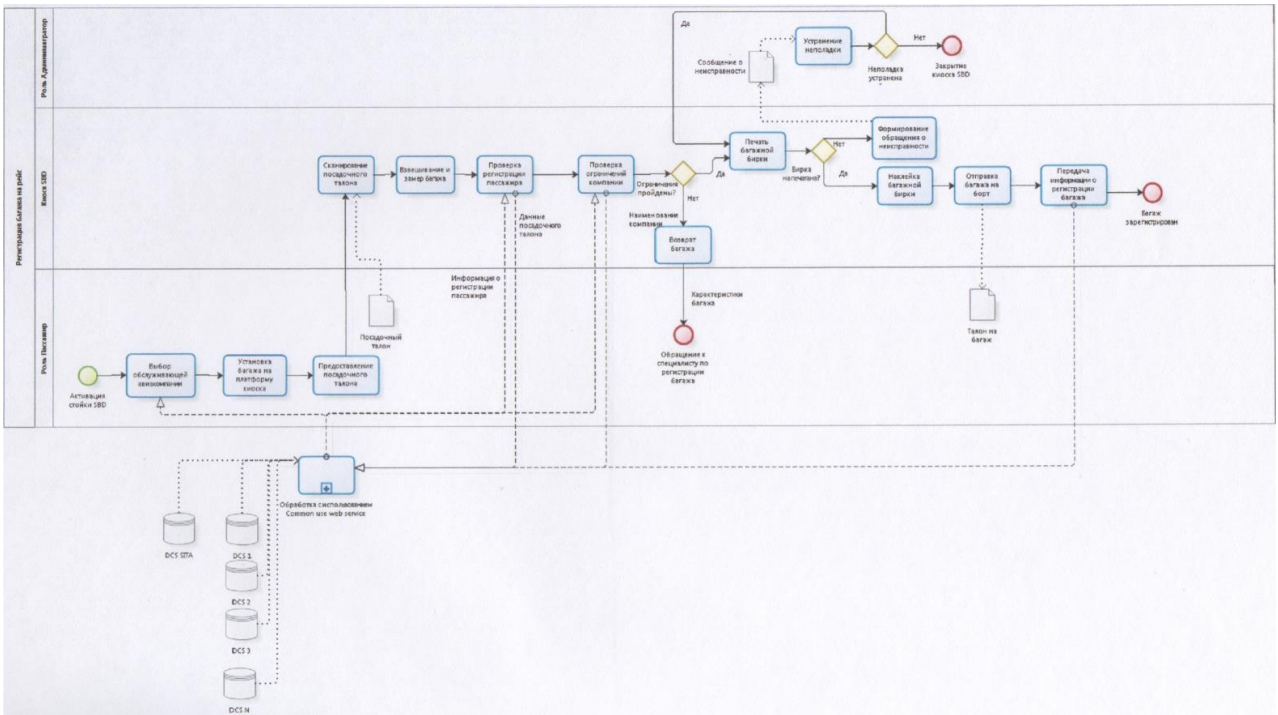 Регистрация багажа на рейс
Роль Администратор
Да
Устранение
неполадки
Нет
Сообщение о
неисправности
Неполадка
устранена
Закрытие
киоска SBD
Киоск SBD
Сканирование
посадочного
талона
Взвешивание и
замер багажа
Проверка
регистрации
пассажира
Проверка
ограничений
компании
Ограничения
пройдены?
Да
Нет
Печать
багажной
бирки
Бирка
напечатана?
Нет
Да
Формирование
обращения о
неисправности
Наклейка
багажной
бирки
Отправка
багажа на
борт
Передача
информации о
регистрации
багажа
Багаж
зарегистрирован
Данные
посадочного
талона
Наименование
компании
Возврат
багажа
Роль Пассажир
Информация о
регистрации
пассажира
Характеристики
багажа
Посадочный
талон
Талон на
багаж
Обращение к
специалисту по
регистрации
багажа
Активация
стойки SBD
Выбор
обслуживающей
авиакомпании
Установка
багажа на
платформу
киоска
Предоставление
посадочного
талона
Обработка с использованием
Common use web service
DCS SITA
DCS 1
DCS 2
DCS 3
DCS N